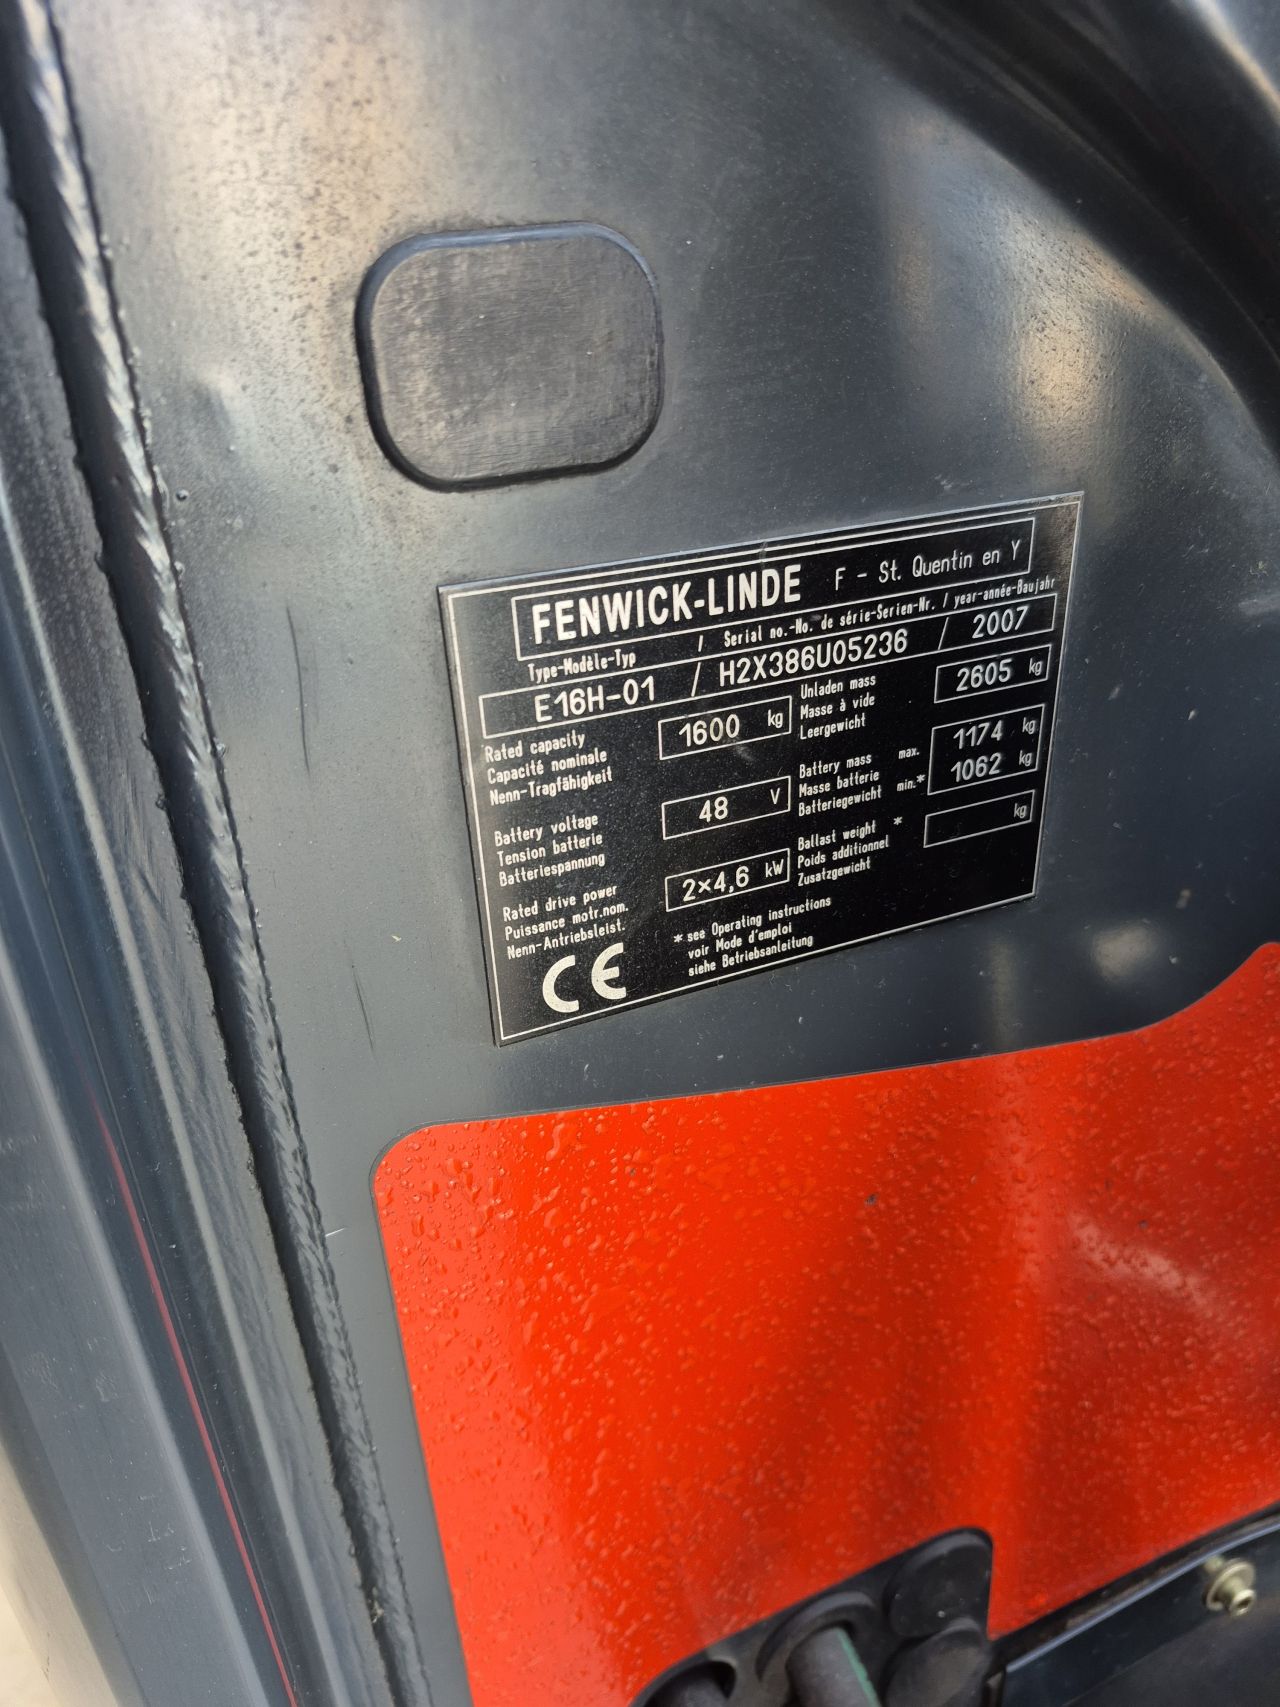 FENWICK-LINDE F - St. Quentin en Y
Type-Modèle-Typ / Serial no.-No. de série-Serien-Nr. / year-année-Baujahr
E16H-01 / H2X386U05236 / 2007
Rated capacity
Capacité nominale
Nenn-Tragfähigkeit
1600 kg
Unladen mass
Masse à vide
Leergewicht
2605 kg
Battery voltage
Tension batterie
Batteriespannung
48 V
Battery mass max.
Masse batterie
Batteriegewicht min.*
1174 kg
1062 kg
Rated drive power
Puissance motr.nom.
Nenn-Antriebsleist.
2×4,6 kW
Ballast weight *
Poids additionnel
Zusatzgewicht
kg
CE
* see Operating instructions
voir Mode d'emploi
siehe Betriebsanleitung